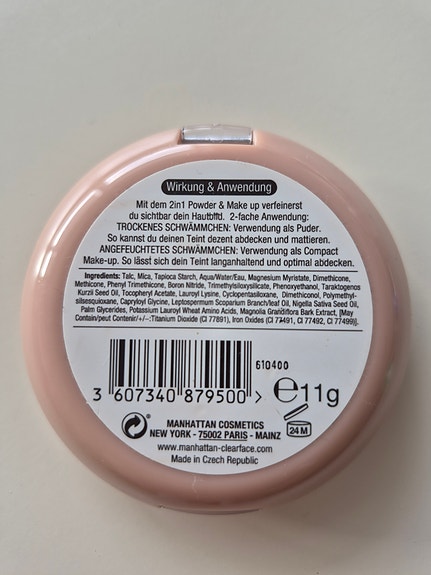 Wirkung & Anwendung
Mit dem 2in1 Powder & Make up verfeinerst
du sichtbar dein 2-fache Anwendung:
TROCKENES SCHWÄMMCHEN: Verwendung als Puder.
So kannst du deinen Teint dezent abdecken und mattieren.
ANGEFEUCHTETES SCHWÄMMCHEN: Verwendung als Compact
Make-up. So lässt sich dein Teint langanhaltend und optimal abdecken.
Ingredients: Talc, Mica, Tapioca Starch, Aqua/Water/Eau, Magnesium Myristate, Dimethicone,
Methicone, Phenyl Trimethicone, Boron Nitride, Trimethylsiloxysilicate, Phenoxyethanol, Taraktogenos
Kurzii Seed Oil, Tocopheryl Acetate, Lauroyl Lysine, Cyclopentasiloxane, Dimethiconol, Polymethyl-
silsesquioxane, Capryloyl Glycine, Leptospermum Scoparium Branch/leaf Oil, Nigella Sativa Seed Oil,
Palm Glycerides, Potassium Lauroyl Wheat Amino Acids, Magnolia Grandiflora Bark Extract, [May
Contain/peut Contenir/+/-:Titanium Dioxide (CI 77891), Iron Oxides (CI 77491, CI 77492, CI 77499)].
610400
3 607340 879500 > e 11g
24 M
MANHATTAN COSMETICS
NEW YORK - 75002 PARIS - MAINZ
www.manhattan-clearface.com
Made in Czech Republic